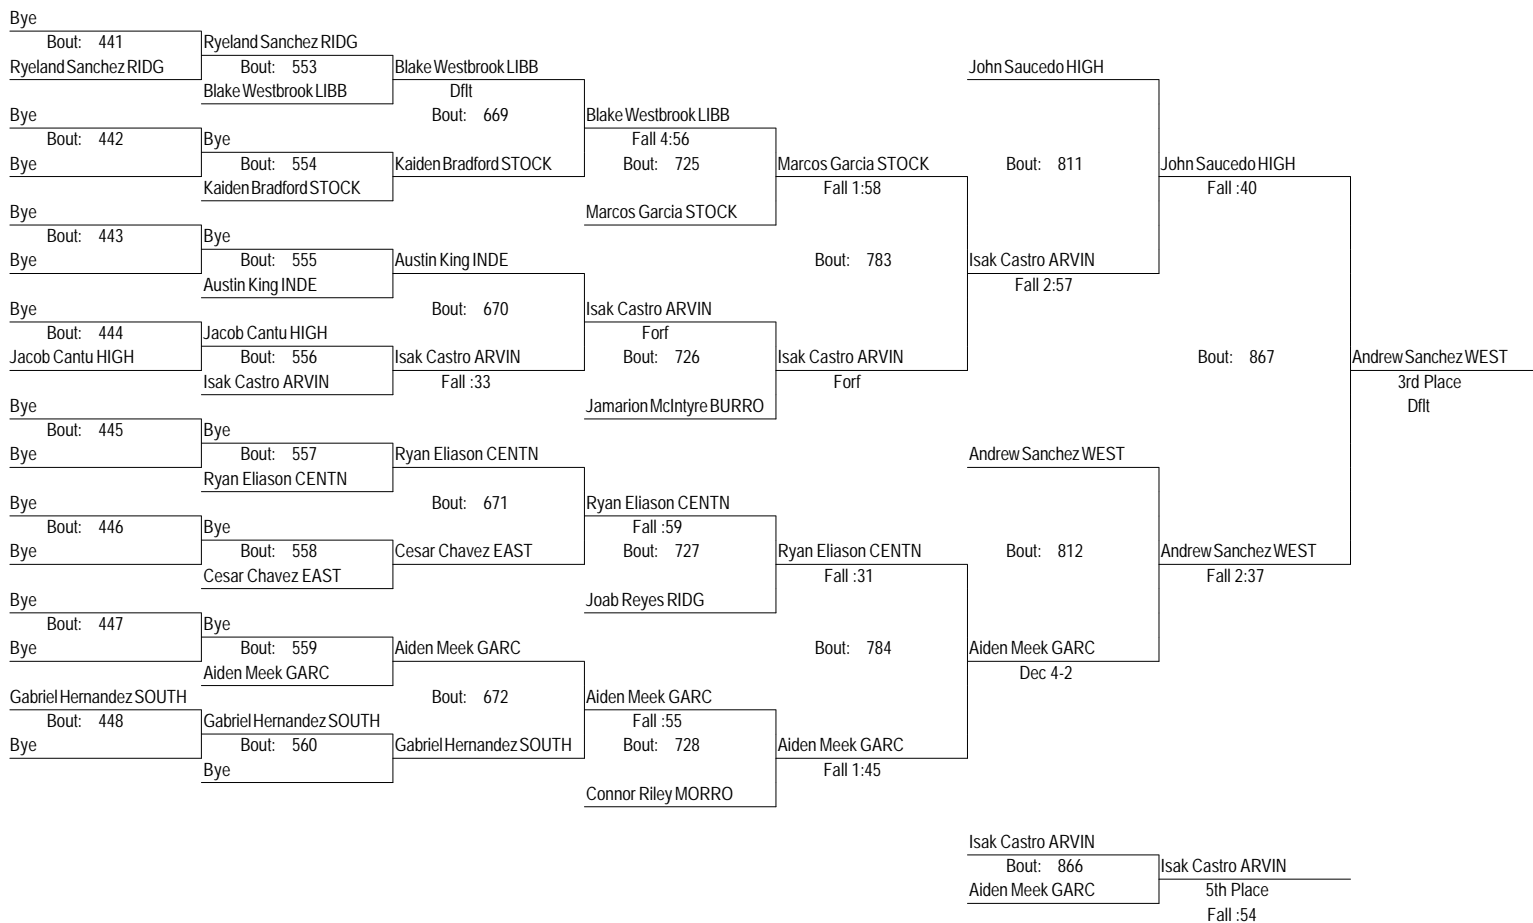 Bye
Bout: 441
Ryeland Sanchez RIDG
Bye
Bout: 442
Bye
Bye
Bout: 443
Bye
Bye
Bout: 444
Jacob Cantu HIGH
Bye
Bout: 445
Bye
Bye
Bout: 446
Bye
Bye
Bout: 447
Bye
Gabriel Hernandez SOUTH
Bout: 448
Bye
Ryeland Sanchez RIDG
Bout: 553
Blake Westbrook LIBB
Bye
Bout: 554
Kaiden Bradford STOCK
Bye
Bout: 555
Austin King INDE
Jacob Cantu HIGH
Bout: 556
Isak Castro ARVIN
Bye
Bout: 557
Ryan Eliason CENTN
Bye
Bout: 558
Cesar Chavez EAST
Bye
Bout: 559
Aiden Meek GARC
Gabriel Hernandez SOUTH
Bout: 560
Bye
Blake Westbrook LIBB
Dflt
Bout: 669
Kaiden Bradford STOCK
Austin King INDE
Bout: 670
Isak Castro ARVIN
Fall :33
Ryan Eliason CENTN
Bout: 671
Cesar Chavez EAST
Aiden Meek GARC
Bout: 672
Gabriel Hernandez SOUTH
Blake Westbrook LIBB
Fall 4:56
Bout: 725
Marcos Garcia STOCK
Isak Castro ARVIN
Forf
Bout: 726
Jamarion McIntyre BURRO
Ryan Eliason CENTN
Fall :59
Bout: 727
Joab Reyes RIDG
Aiden Meek GARC
Fall :55
Bout: 728
Connor Riley MORRO
Marcos Garcia STOCK
Fall 1:58
Bout: 783
Isak Castro ARVIN
Forf
Ryan Eliason CENTN
Fall :31
Bout: 784
Aiden Meek GARC
Fall 1:45
John Saucedo HIGH
Bout: 811
Isak Castro ARVIN
Fall 2:57
Andrew Sanchez WEST
Bout: 812
Aiden Meek GARC
Dec 4-2
John Saucedo HIGH
Fall :40
Bout: 867
Andrew Sanchez WEST
Fall 2:37
Andrew Sanchez WEST
3rd Place
Dflt
Isak Castro ARVIN
Bout: 866
Aiden Meek GARC
Isak Castro ARVIN
5th Place
Fall :54